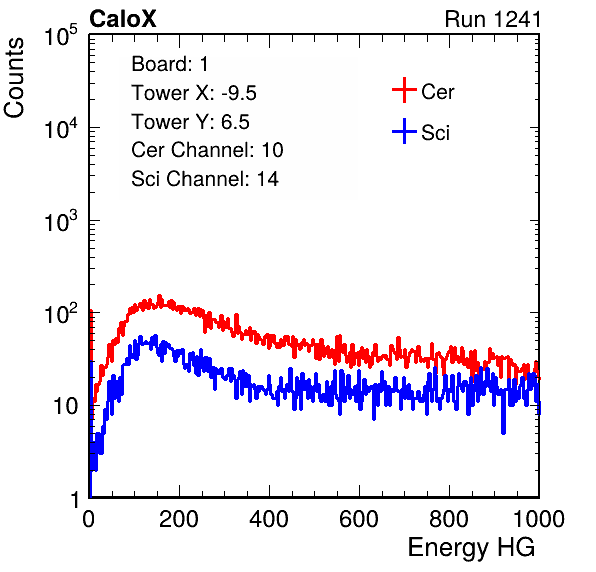 CaloX Run 1241
Counts
10^5
10^4
10^3
10^2
10
1
Board: 1
Tower X: -9.5
Tower Y: 6.5
Cer Channel: 10
Sci Channel: 14
Cer
Sci
0 200 400 600 800 1000
Energy HG